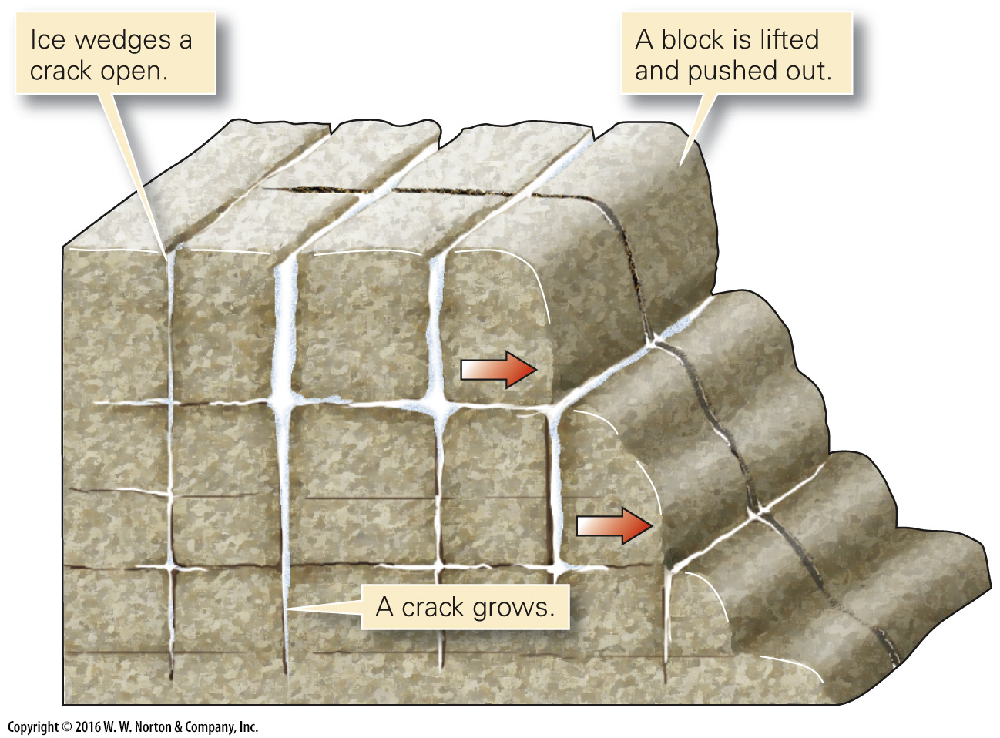 Ice wedges a
crack open.
A block is lifted
and pushed out.
A crack grows.
Copyright © 2016 W. W. Norton & Company, Inc.